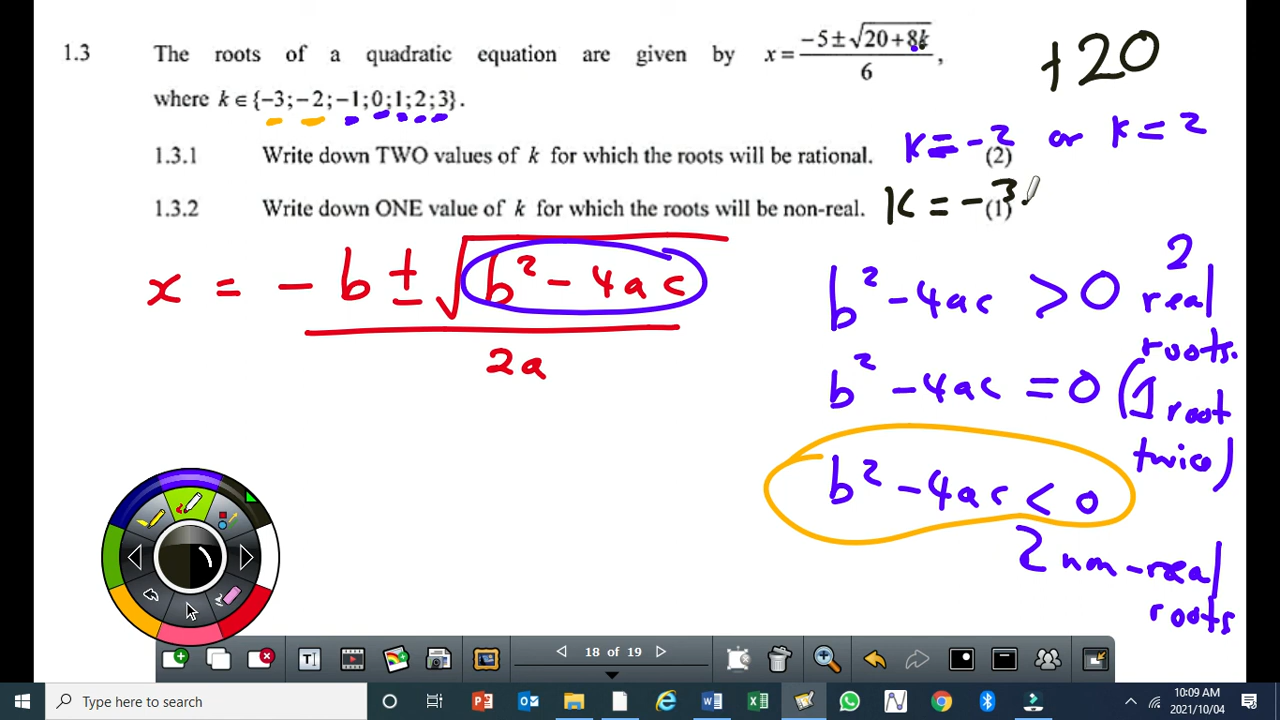 1.3 The roots of a quadratic equation are given by x = (−5 ± √(20 + 8k)) / 6 ,
+20
where k ∈ {−3; −2; −1; 0; 1; 2; 3}.
k = −2 or k = 2
1.3.1 Write down TWO values of k for which the roots will be rational. (2)
1.3.2 Write down ONE value of k for which the roots will be non-real. (1)
k = −3
x = −b ± √(b² − 4ac) / 2a
b² − 4ac > 0 2 real roots.
b² − 4ac = 0 (1 root twice)
b² − 4ac < 0
2 non-real roots
18 of 19
Type here to search
10:09 AM
2021/10/04